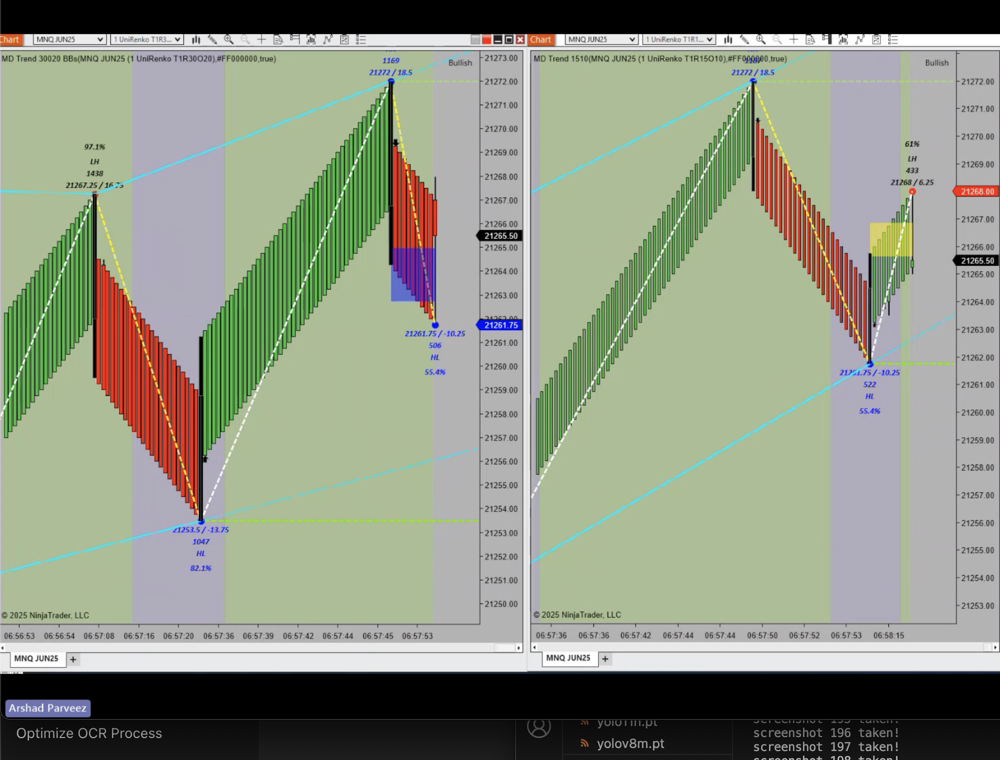 Chart MNQ JUN25 1 UniRenko T1R3...
MD Trend 30020 BBs(MNQ JUN25 (1 UniRenko T1R30O20),#FF000000,true)
Bullish
1169
21272 / 18.5
97.1%
LH
1438
21253.5 / -13.75
1047
HL
82.1%
21261.75 / -10.25
506
HL
55.4%
21273.00
21272.00
21271.00
21270.00
21269.00
21268.00
21267.00
21266.00
21265.50
21265.00
21264.00
21263.00
21261.75
21260.00
21259.00
21258.00
21257.00
21256.00
21255.00
21254.00
21253.00
21252.00
21251.00
21250.00
© 2025 NinjaTrader, LLC
06:56:53 06:56:54 06:57:08 06:57:16 06:57:20 06:57:36 06:57:39 06:57:42 06:57:44 06:57:45 06:57:53
MNQ JUN25 +
Chart MNQ JUN25 1 UniRenko T1R1...
MD Trend 1510(MNQ JUN25 (1 UniRenko T1R15O10),#FF000000,true)
Bullish
21272 / 18.5
61%
LH
433
21268 / 6.25
522
HL
55.4%
21272.00
21271.00
21270.00
21269.00
21268.00
21267.00
21266.00
21265.50
21265.00
21264.00
21263.00
21262.00
21261.00
21260.00
21259.00
21258.00
21257.00
21256.00
21255.00
21254.00
21253.00
© 2025 NinjaTrader, LLC
06:57:36 06:57:36 06:57:42 06:57:44 06:57:44 06:57:50 06:57:52 06:57:53 06:58:15
MNQ JUN25 +
Arshad Parveez
Optimize OCR Process
yolo11n.pt
yolov8m.pt
screenshot 195 taken!
screenshot 196 taken!
screenshot 197 taken!
screenshot 198 taken!